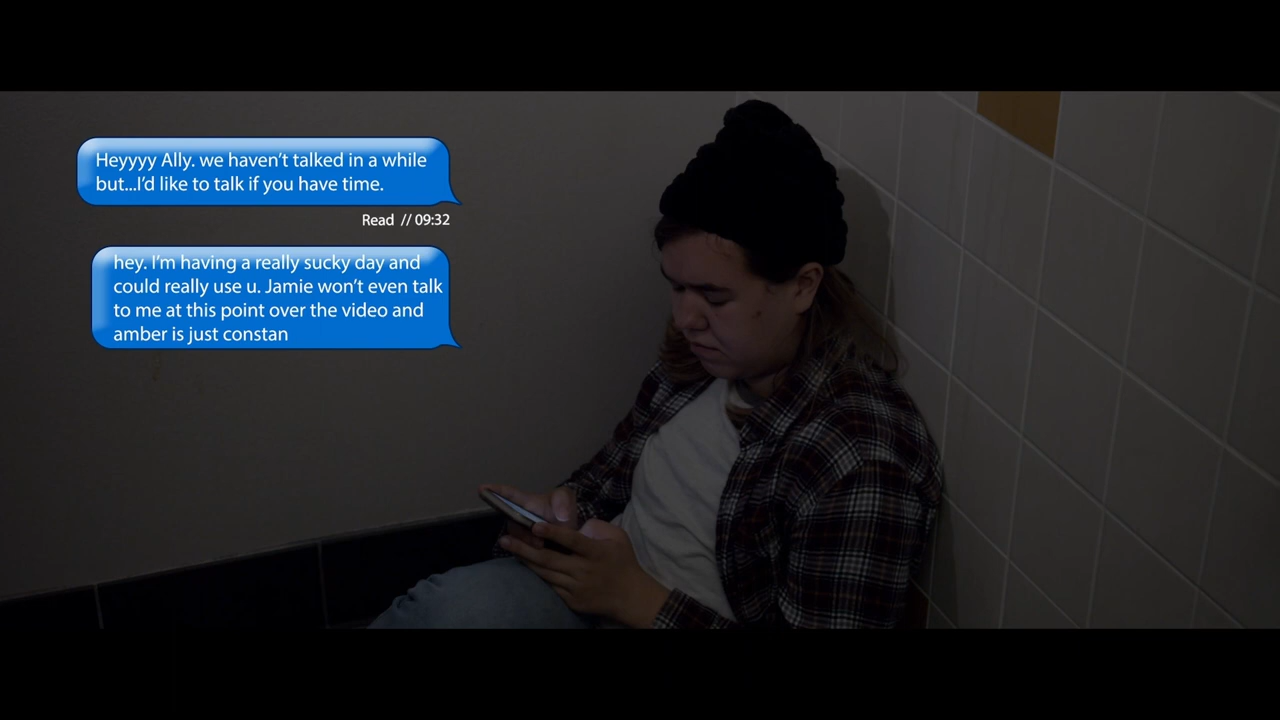 Heyyyy Ally. we haven't talked in a while
but...I'd like to talk if you have time.
Read // 09:32
hey. I'm having a really sucky day and
could really use u. Jamie won't even talk
to me at this point over the video and
amber is just constan